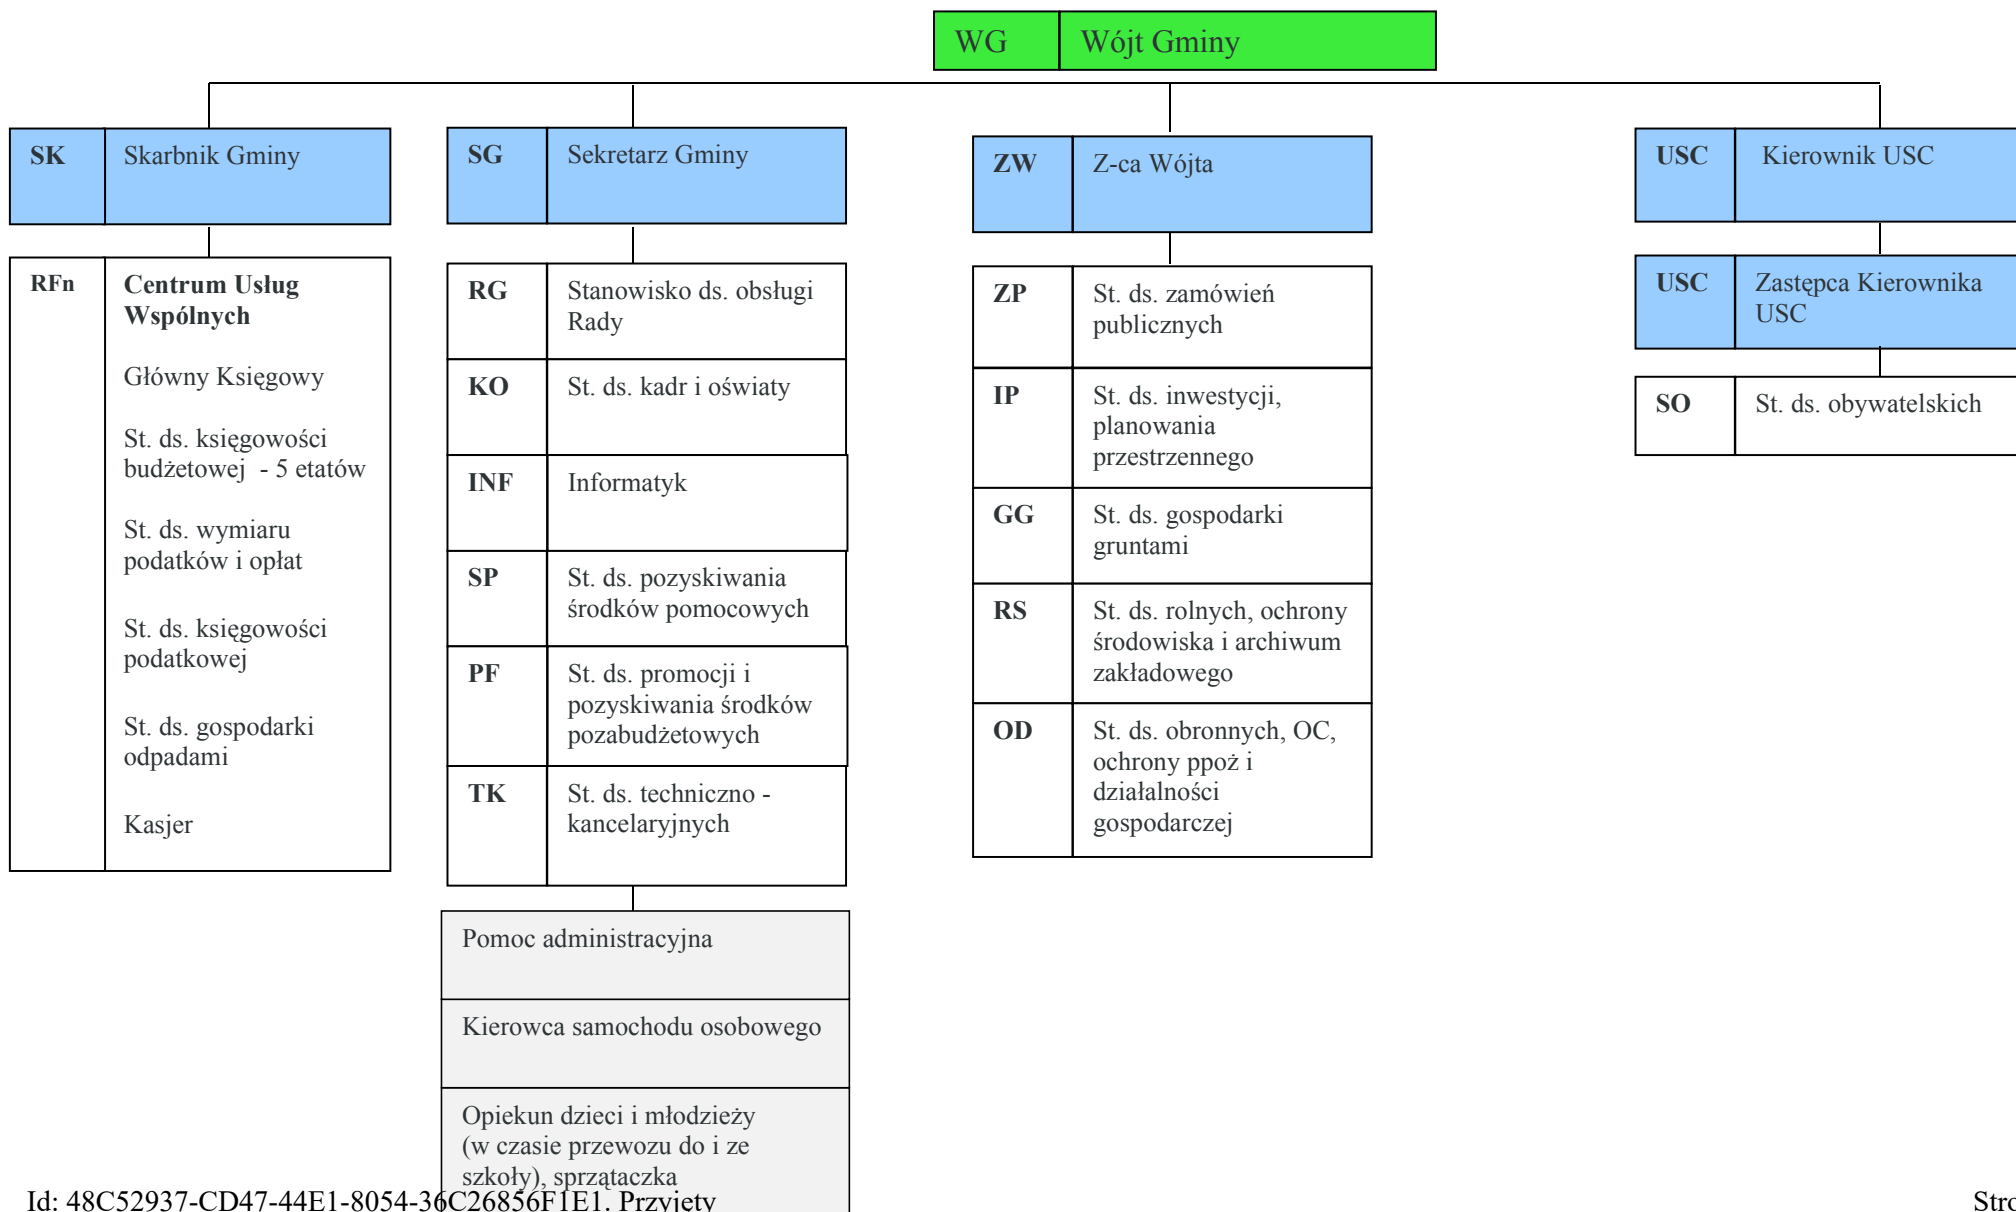 WG Wójt Gminy
SK Skarbnik Gminy
RFn Centrum Usług
Wspólnych
Główny Księgowy
St. ds. księgowości
budżetowej - 5 etatów
St. ds. wymiaru
podatków i opłat
St. ds. księgowości
podatkowej
St. ds. gospodarki
odpadami
Kasjer
SG Sekretarz Gminy
RG Stanowisko ds. obsługi
Rady
KO St. ds. kadr i oświaty
INF Informatyk
SP St. ds. pozyskiwania
środków pomocowych
PF St. ds. promocji i
pozyskiwania środków
pozabudżetowych
TK St. ds. techniczno -
kancelaryjnych
Pomoc administracyjna
Kierowca samochodu osobowego
Opiekun dzieci i młodzieży
(w czasie przewozu do i ze
szkoły), sprzątaczka
ZW Z-ca Wójta
ZP St. ds. zamówień
publicznych
IP St. ds. inwestycji,
planowania
przestrzennego
GG St. ds. gospodarki
gruntami
RS St. ds. rolnych, ochrony
środowiska i archiwum
zakładowego
OD St. ds. obronnych, OC,
ochrony ppoż i
działalności
gospodarczej
USC Kierownik USC
USC Zastępca Kierownika
USC
SO St. ds. obywatelskich
Id: 48C52937-CD47-44E1-8054-36C26856F1E1. Przyjęty
Stro